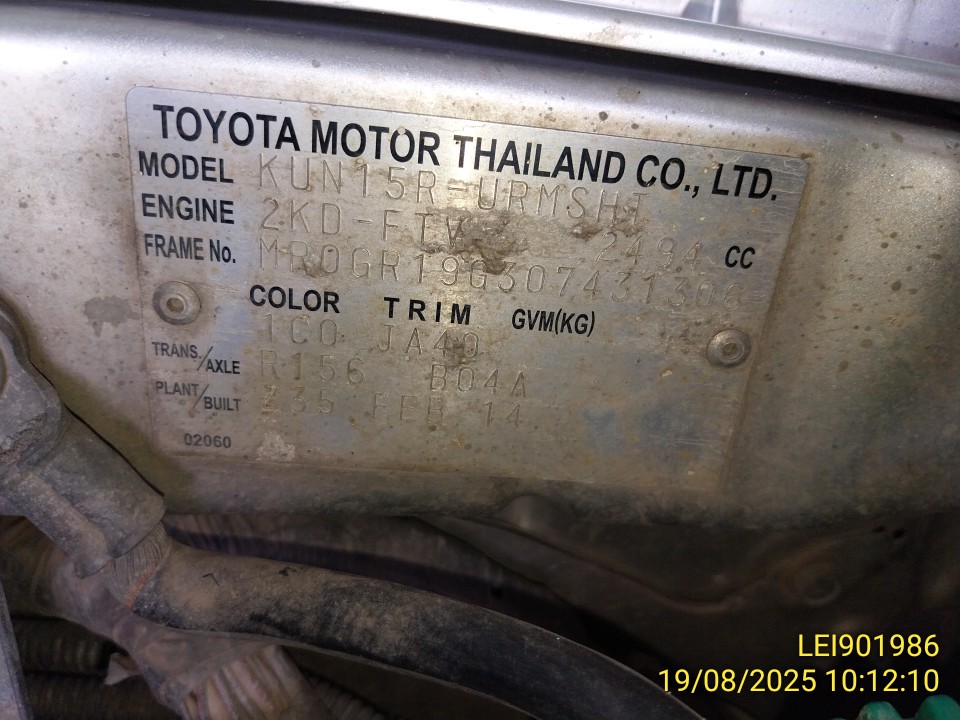 TOYOTA MOTOR THAILAND CO., LTD.
MODEL KUN15R-URMSHT
ENGINE 2KD-FTV 2494 CC
FRAME No.
COLOR TRIM GVM(KG)
1C0 JA40
TRANS./AXLE R156 B04A
PLANT/BUILT Z35 FEB 14
02060
LEI901986
19/08/2025 10:12:10